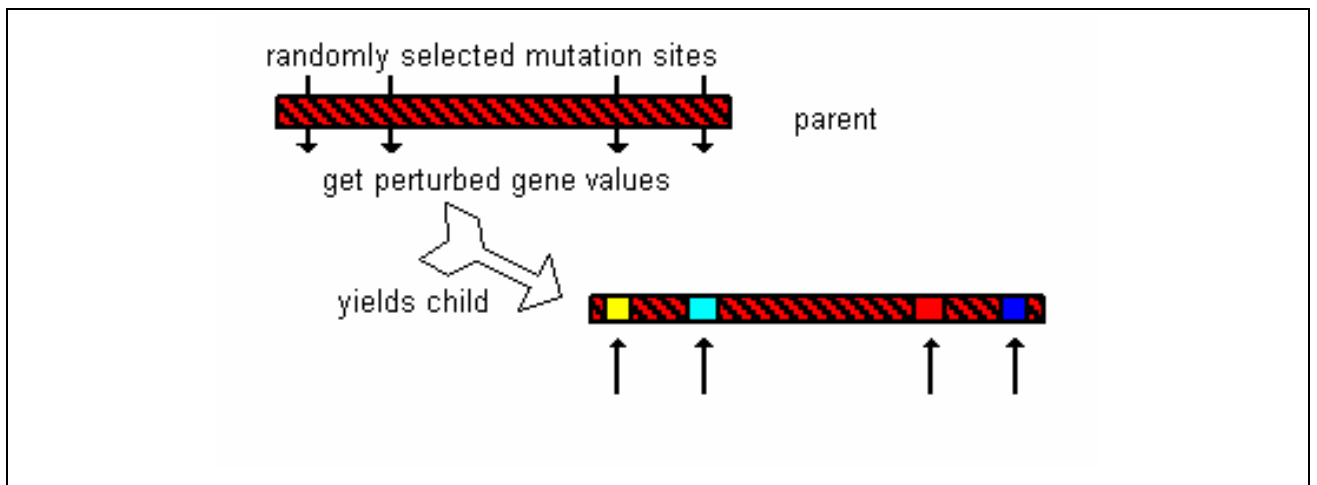 randomly selected mutation sites
parent
get perturbed gene values
yields child